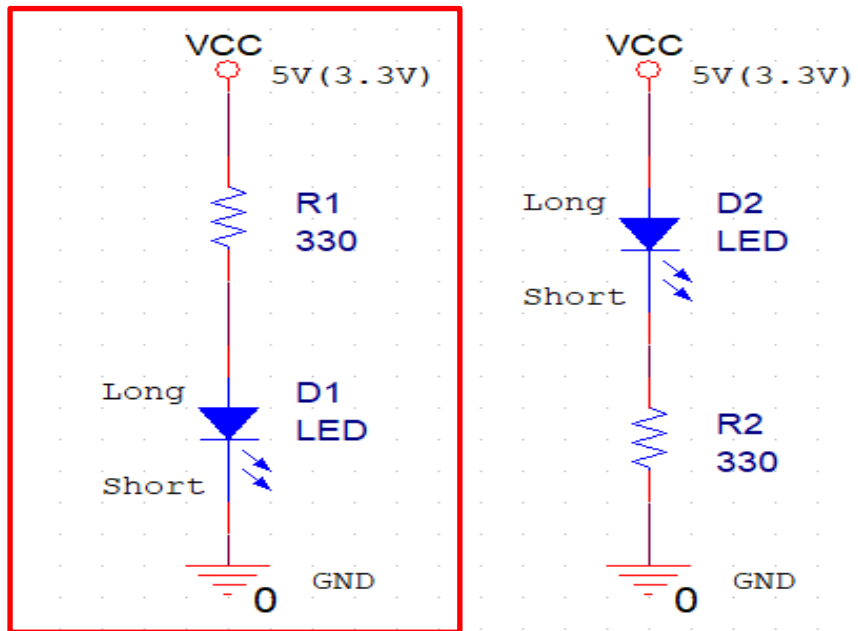 VCC
5V(3.3V)
R1
330
Long
D1
LED
Short
GND
0
VCC
5V(3.3V)
Long
D2
LED
Short
R2
330
GND
0